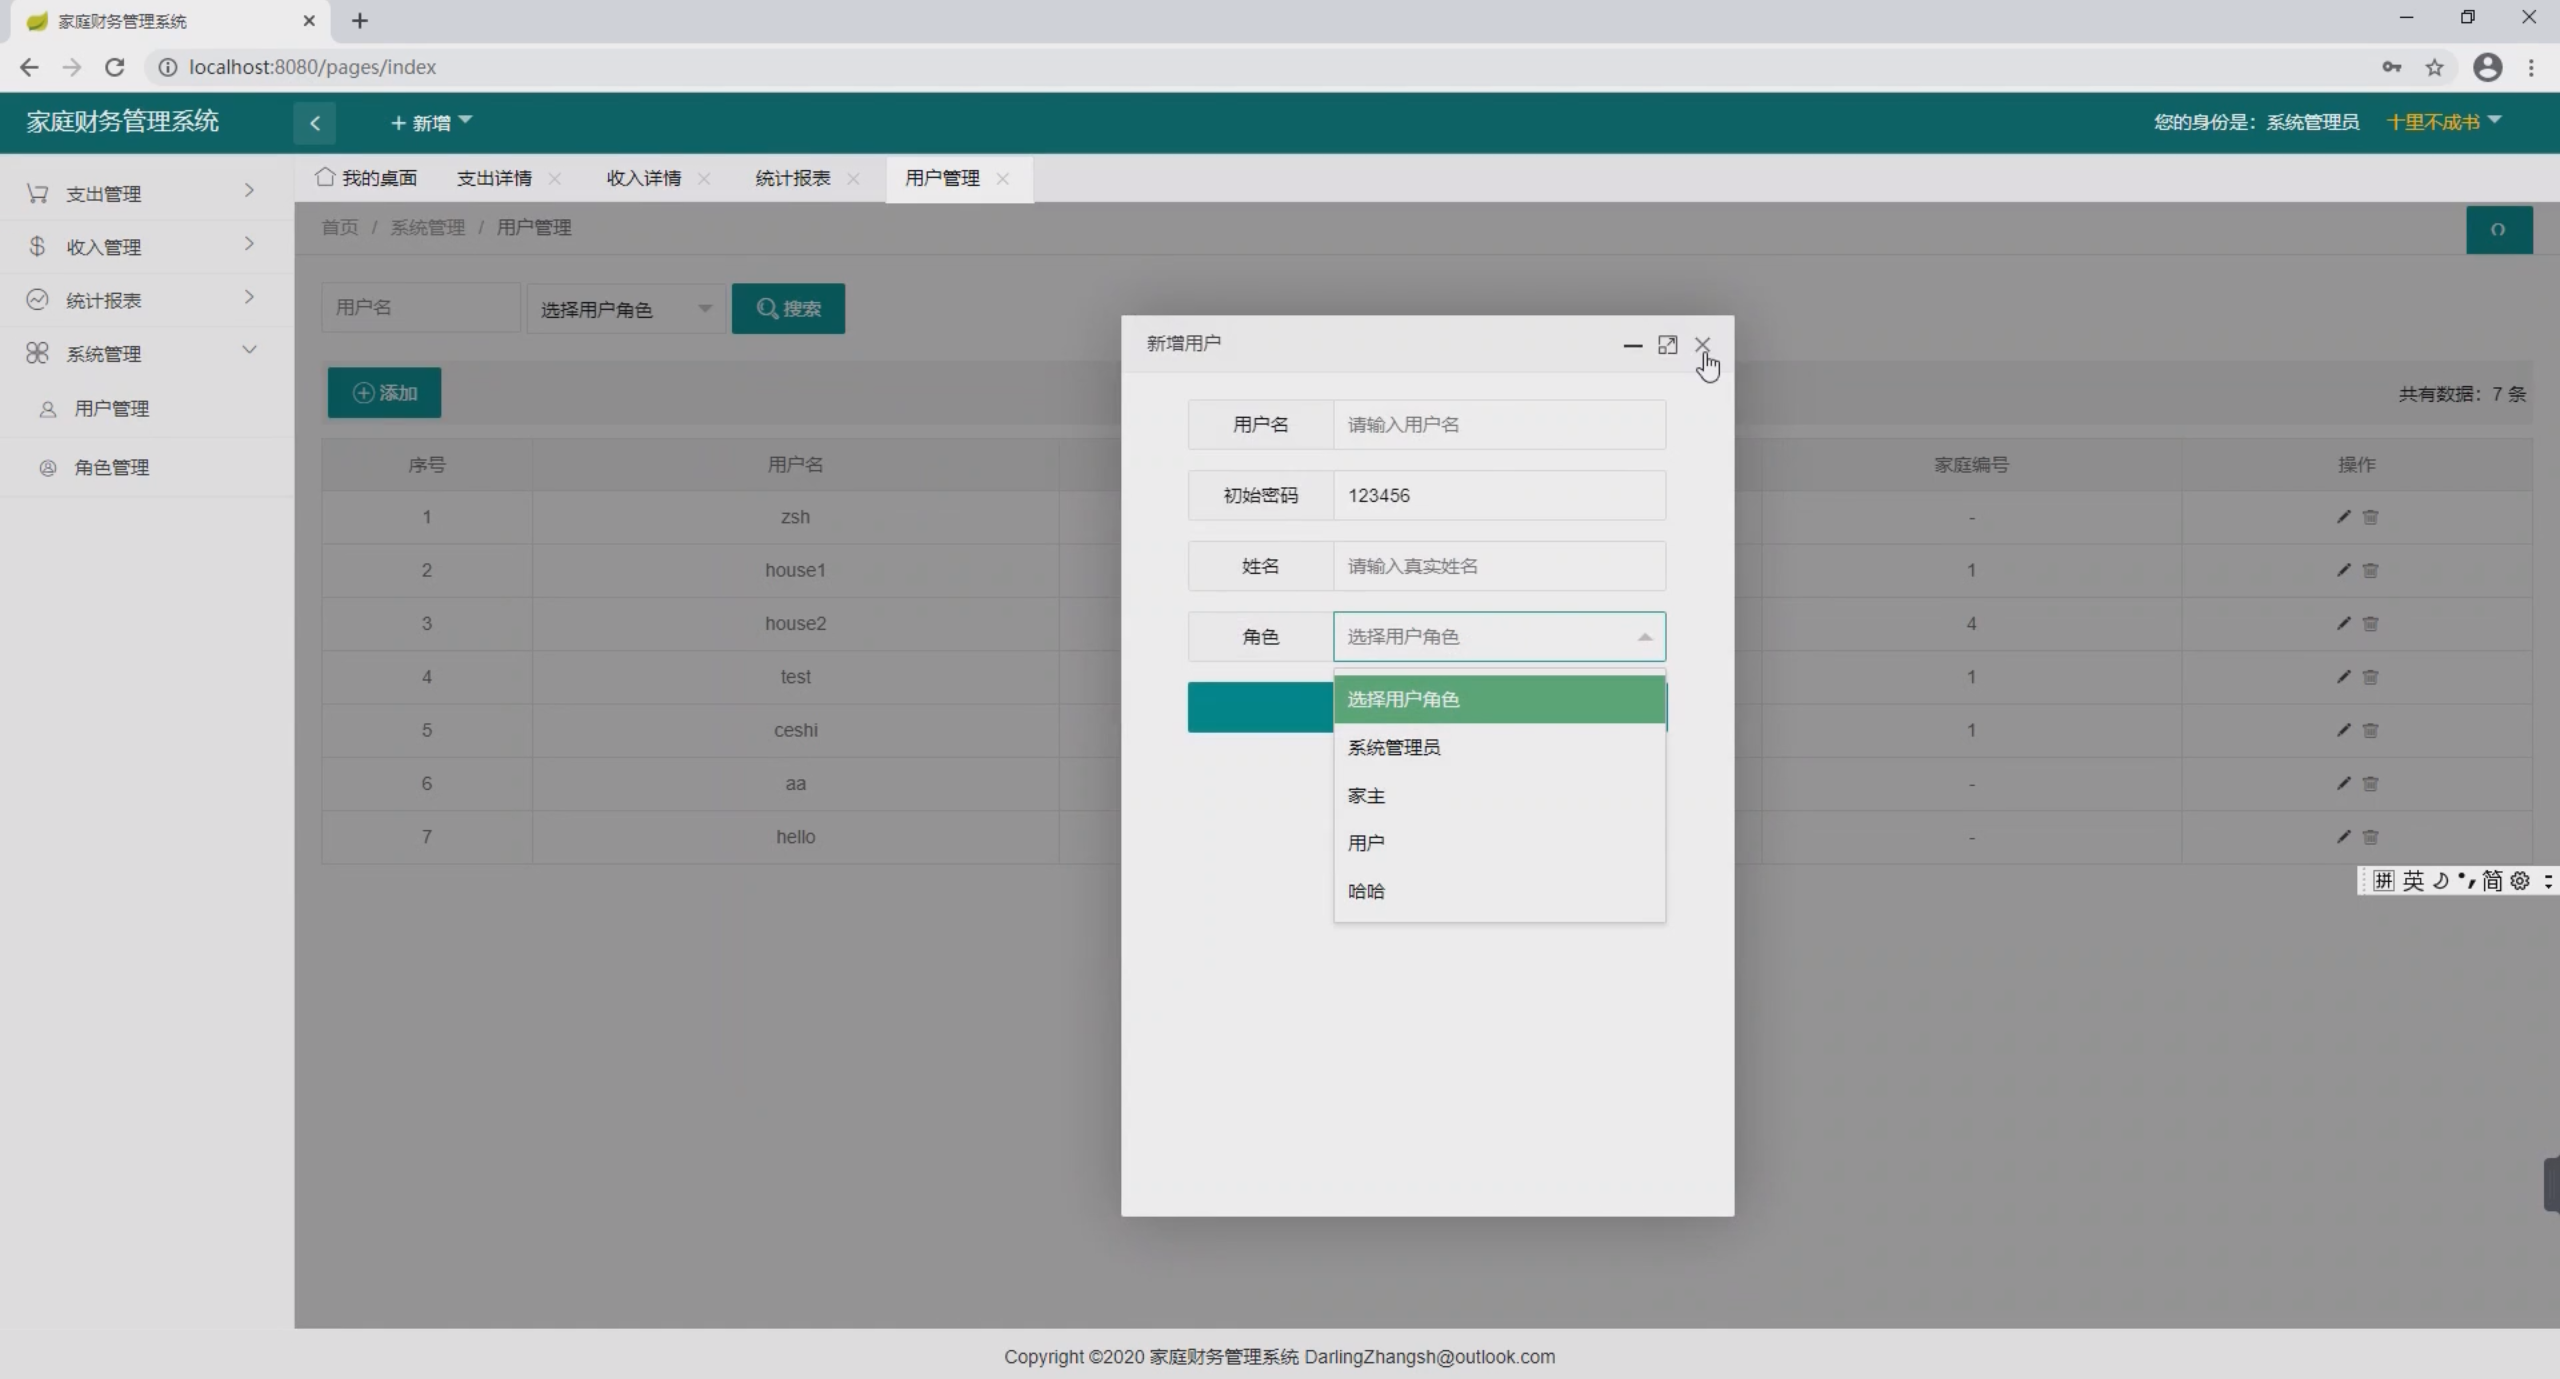 家庭财务管理系统
localhost:8080/pages/index
家庭财务管理系统
新增
您的身份是：系统管理员
十里不成书
支出管理
收入管理
统计报表
系统管理
用户管理
角色管理
我的桌面
支出详情
收入详情
统计报表
用户管理
首页 / 系统管理 / 用户管理
用户名
选择用户角色
搜索
添加
共有数据：7 条
序号 用户名 家庭编号 操作
1 zsh -
2 house1 1
3 house2 4
4 test 1
5 ceshi 1
6 aa -
7 hello -
新增用户
用户名 请输入用户名
初始密码 123456
姓名 请输入真实姓名
角色 选择用户角色
选择用户角色
系统管理员
家主
用户
哈哈
拼 英 简
Copyright ©2020 家庭财务管理系统 DarlingZhangsh@outlook.com